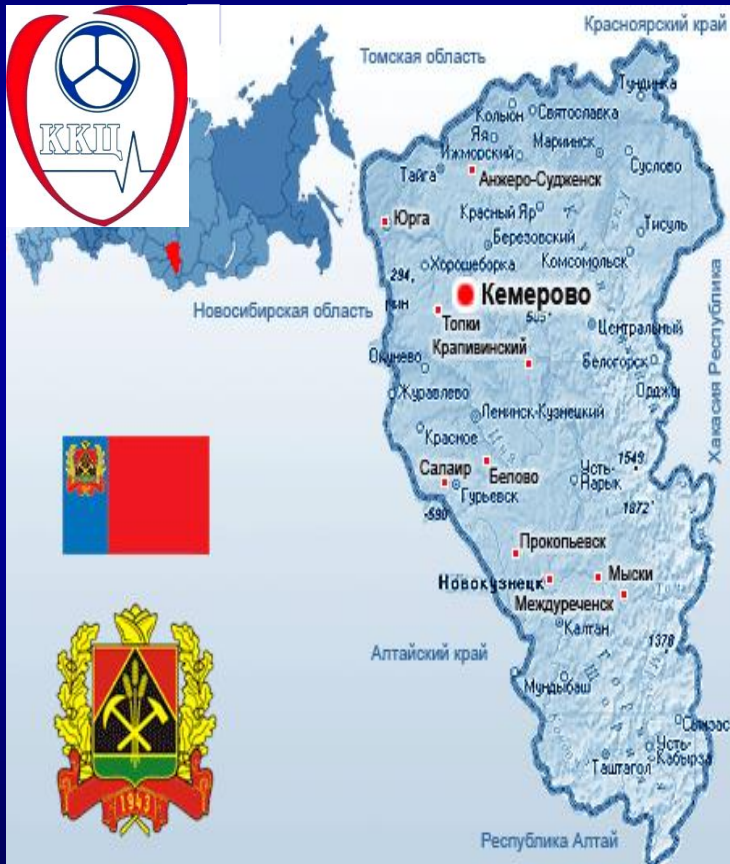 Красноярский край
Томская область
ККЦ
Тундинка
Кольюн
Святославка
Яя
Мариинск
Ижморский
Суслово
Тайга
Анжеро-Судженск
Юрга
Красный Яр
Тисуль
Березовский
Хорошеборка
Комсомольск
294,
Кемерово
Новосибирская область
Хакасия Республика
Топки
Центральный
Крапивинский
Белогорск
Окунево
Журавлево
Ленинск-Кузнецкий
Красное
Салаир
Белово
Усть-
Нарык
1549
Гурьевск
-590
1872
Прокопьевск
Новокузнецк
Мыски
Междуреченск
Калтан
1378
Алтайский край
Мундыбаш
Усть-
Кабырза
Таштагол
1943
Республика Алтай